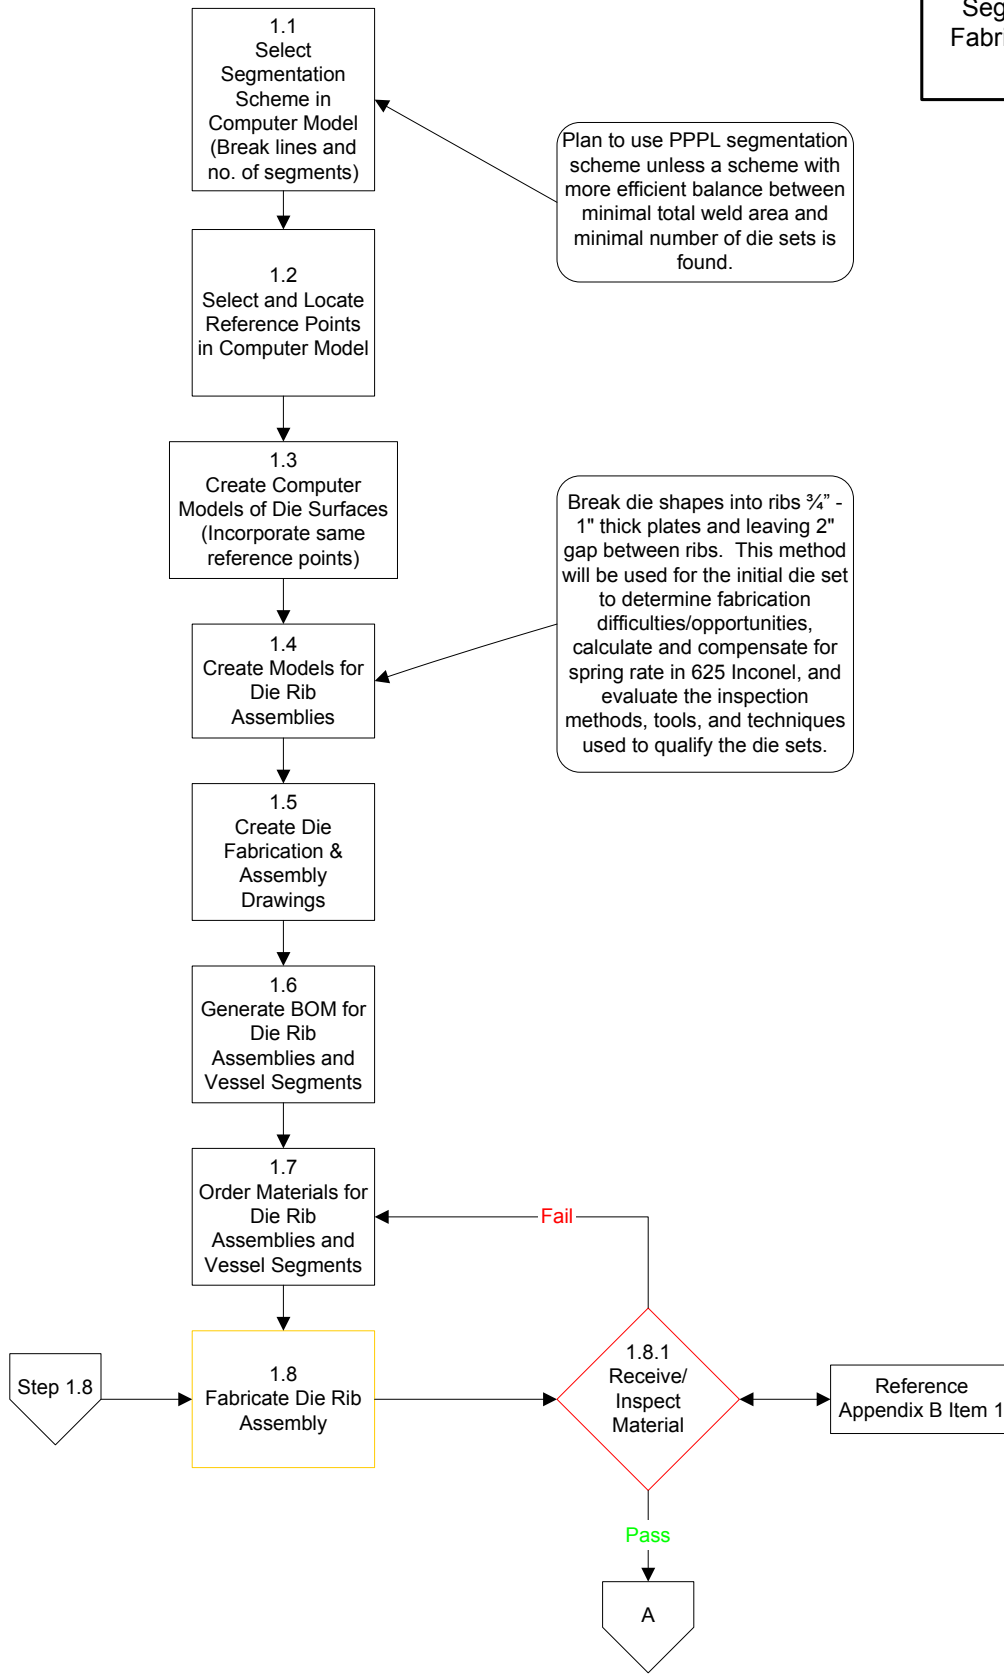 Seg
Fabri
1.1
Select
Segmentation
Scheme in
Computer Model
(Break lines and
no. of segments)
Plan to use PPPL segmentation
scheme unless a scheme with
more efficient balance between
minimal total weld area and
minimal number of die sets is
found.
1.2
Select and Locate
Reference Points
in Computer Model
1.3
Create Computer
Models of Die Surfaces
(Incorporate same
reference points)
Break die shapes into ribs ¾” -
1" thick plates and leaving 2"
gap between ribs.  This method
will be used for the initial die set
to determine fabrication
difficulties/opportunities,
calculate and compensate for
spring rate in 625 Inconel, and
evaluate the inspection
methods, tools, and techniques
used to qualify the die sets.
1.4
Create Models for
Die Rib
Assemblies
1.5
Create Die
Fabrication &
Assembly
Drawings
1.6
Generate BOM for
Die Rib
Assemblies and
Vessel Segments
1.7
Order Materials for
Die Rib
Assemblies and
Vessel Segments
Fail
Step 1.8
1.8
Fabricate Die Rib
Assembly
1.8.1
Receive/
Inspect
Material
Reference
Appendix B Item 1
Pass
A